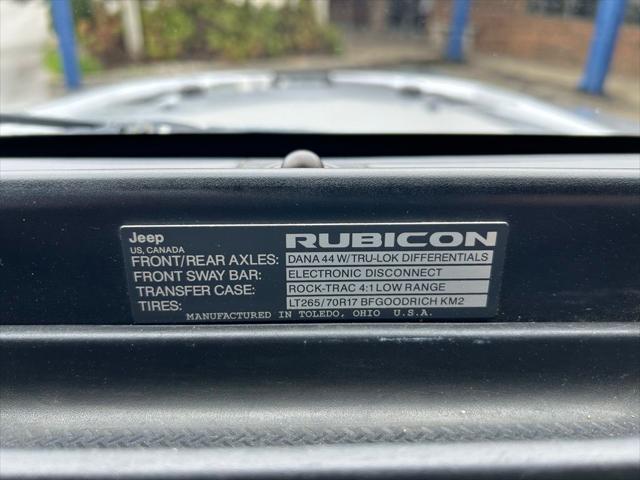 Jeep RUBICON
US, CANADA
FRONT/REAR AXLES: DANA 44 W/TRU-LOK DIFFERENTIALS
FRONT SWAY BAR: ELECTRONIC DISCONNECT
TRANSFER CASE: ROCK-TRAC 4:1 LOW RANGE
TIRES: LT265/70R17 BFGOODRICH KM2
MANUFACTURED IN TOLEDO, OHIO U.S.A.